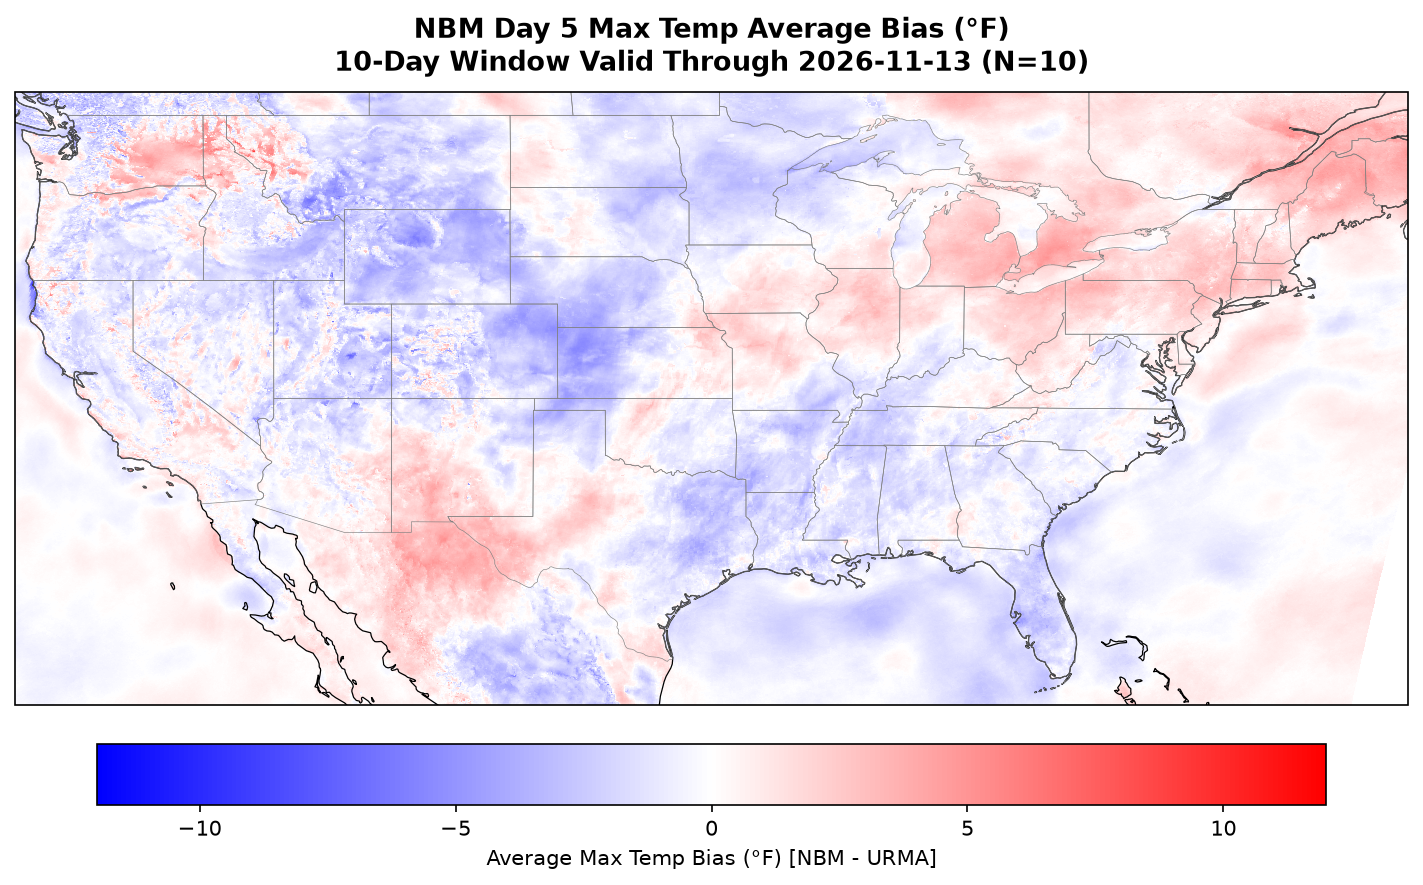 NBM Day 5 Max Temp Average Bias (°F)
10-Day Window Valid Through 2026-11-13 (N=10)
−10 −5 0 5 10
Average Max Temp Bias (°F) [NBM - URMA]